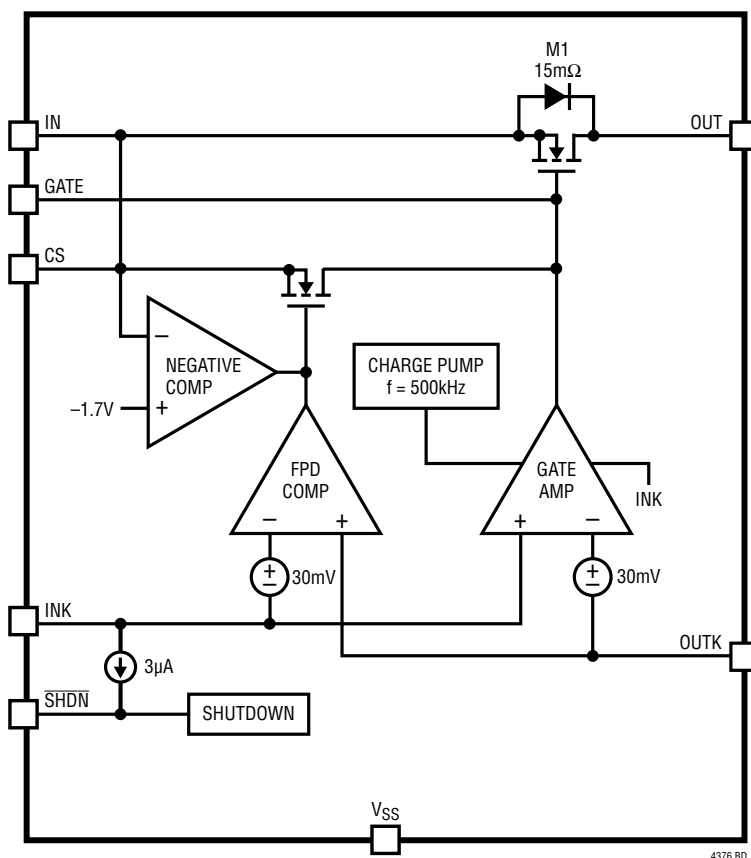 M1
15mΩ
IN
OUT
GATE
CS
−
NEGATIVE
COMP
−1.7V
+
CHARGE PUMP
f = 500kHz
FPD
COMP
−
+
GATE
AMP
INK
+
−
+
−
30mV
+
−
30mV
INK
OUTK
3µA
SHDN
SHUTDOWN
VSS
4376 BD